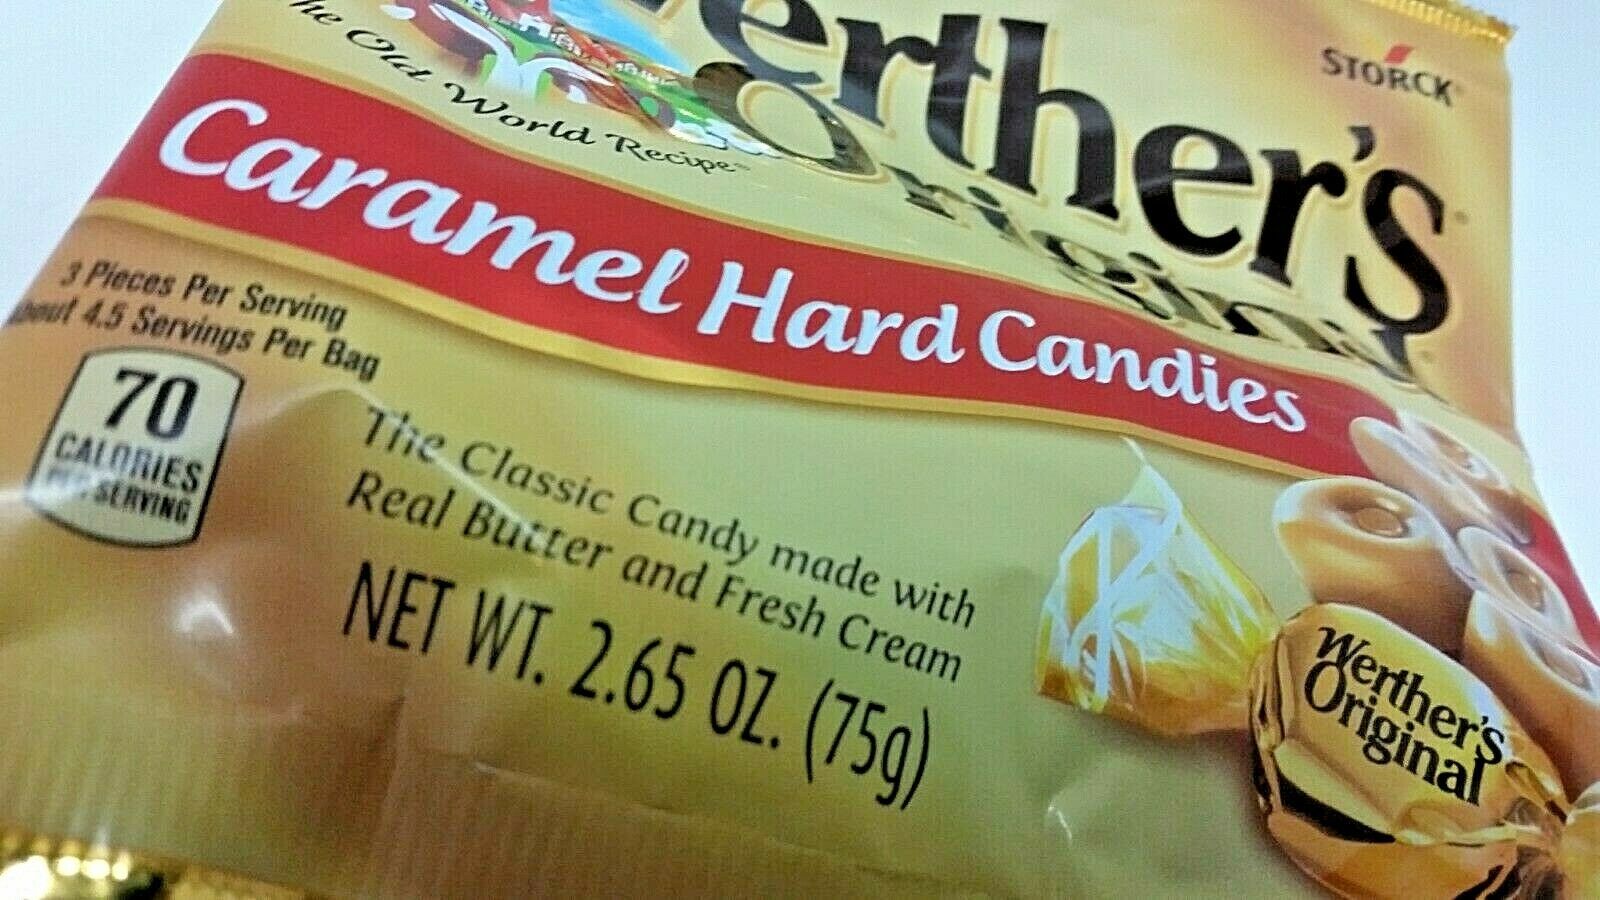 STORCK
erther's
Original
he Old World Recipe
Caramel Hard Candies
3 Pieces Per Serving
bout 4.5 Servings Per Bag
70
CALORIES
PER SERVING
The Classic Candy made with
Real Butter and Fresh Cream
NET WT. 2.65 OZ. (75g)
Werther's
Original